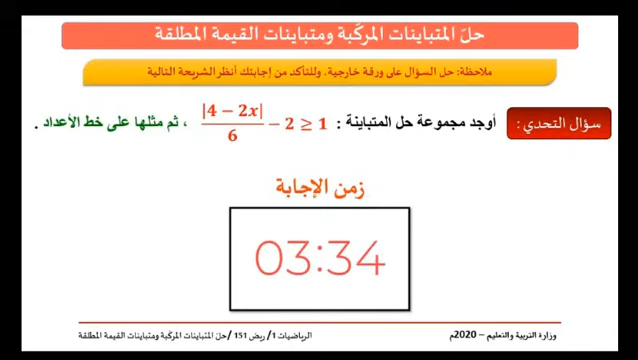 حلّ المتباينات المركّبة ومتباينات القيمة المطلقة
ملاحظة: حل السؤال على ورقة خارجية، وللتأكد من إجابتك أنظر الشريحة التالية
سؤال التحدي :
أوجد مجموعة حل المتباينة : |4 − 2x|/6 − 2 ≥ 1 ، ثم مثلها على خط الأعداد .
زمن الإجابة
03:34
وزارة التربية والتعليم – 2020م
الرياضيات 1/ ريض 151 /حل المتباينات المركّبة ومتباينات القيمة المطلقة